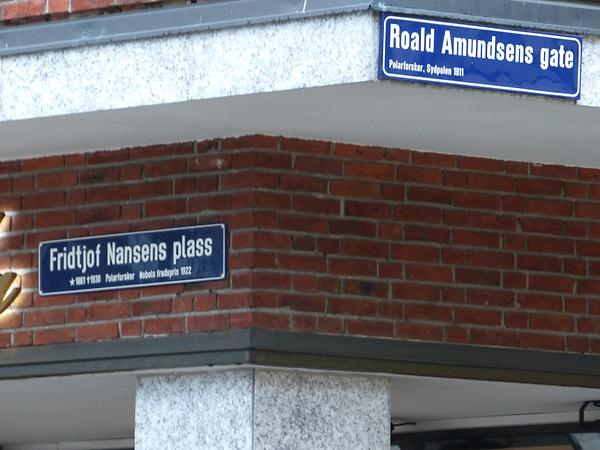 Roald Amundsens gate
Polarforsker, Sydpolen 1911
Fridtjof Nansens plass
★1861 †1930 Polarforsker Nobels fredspris 1922